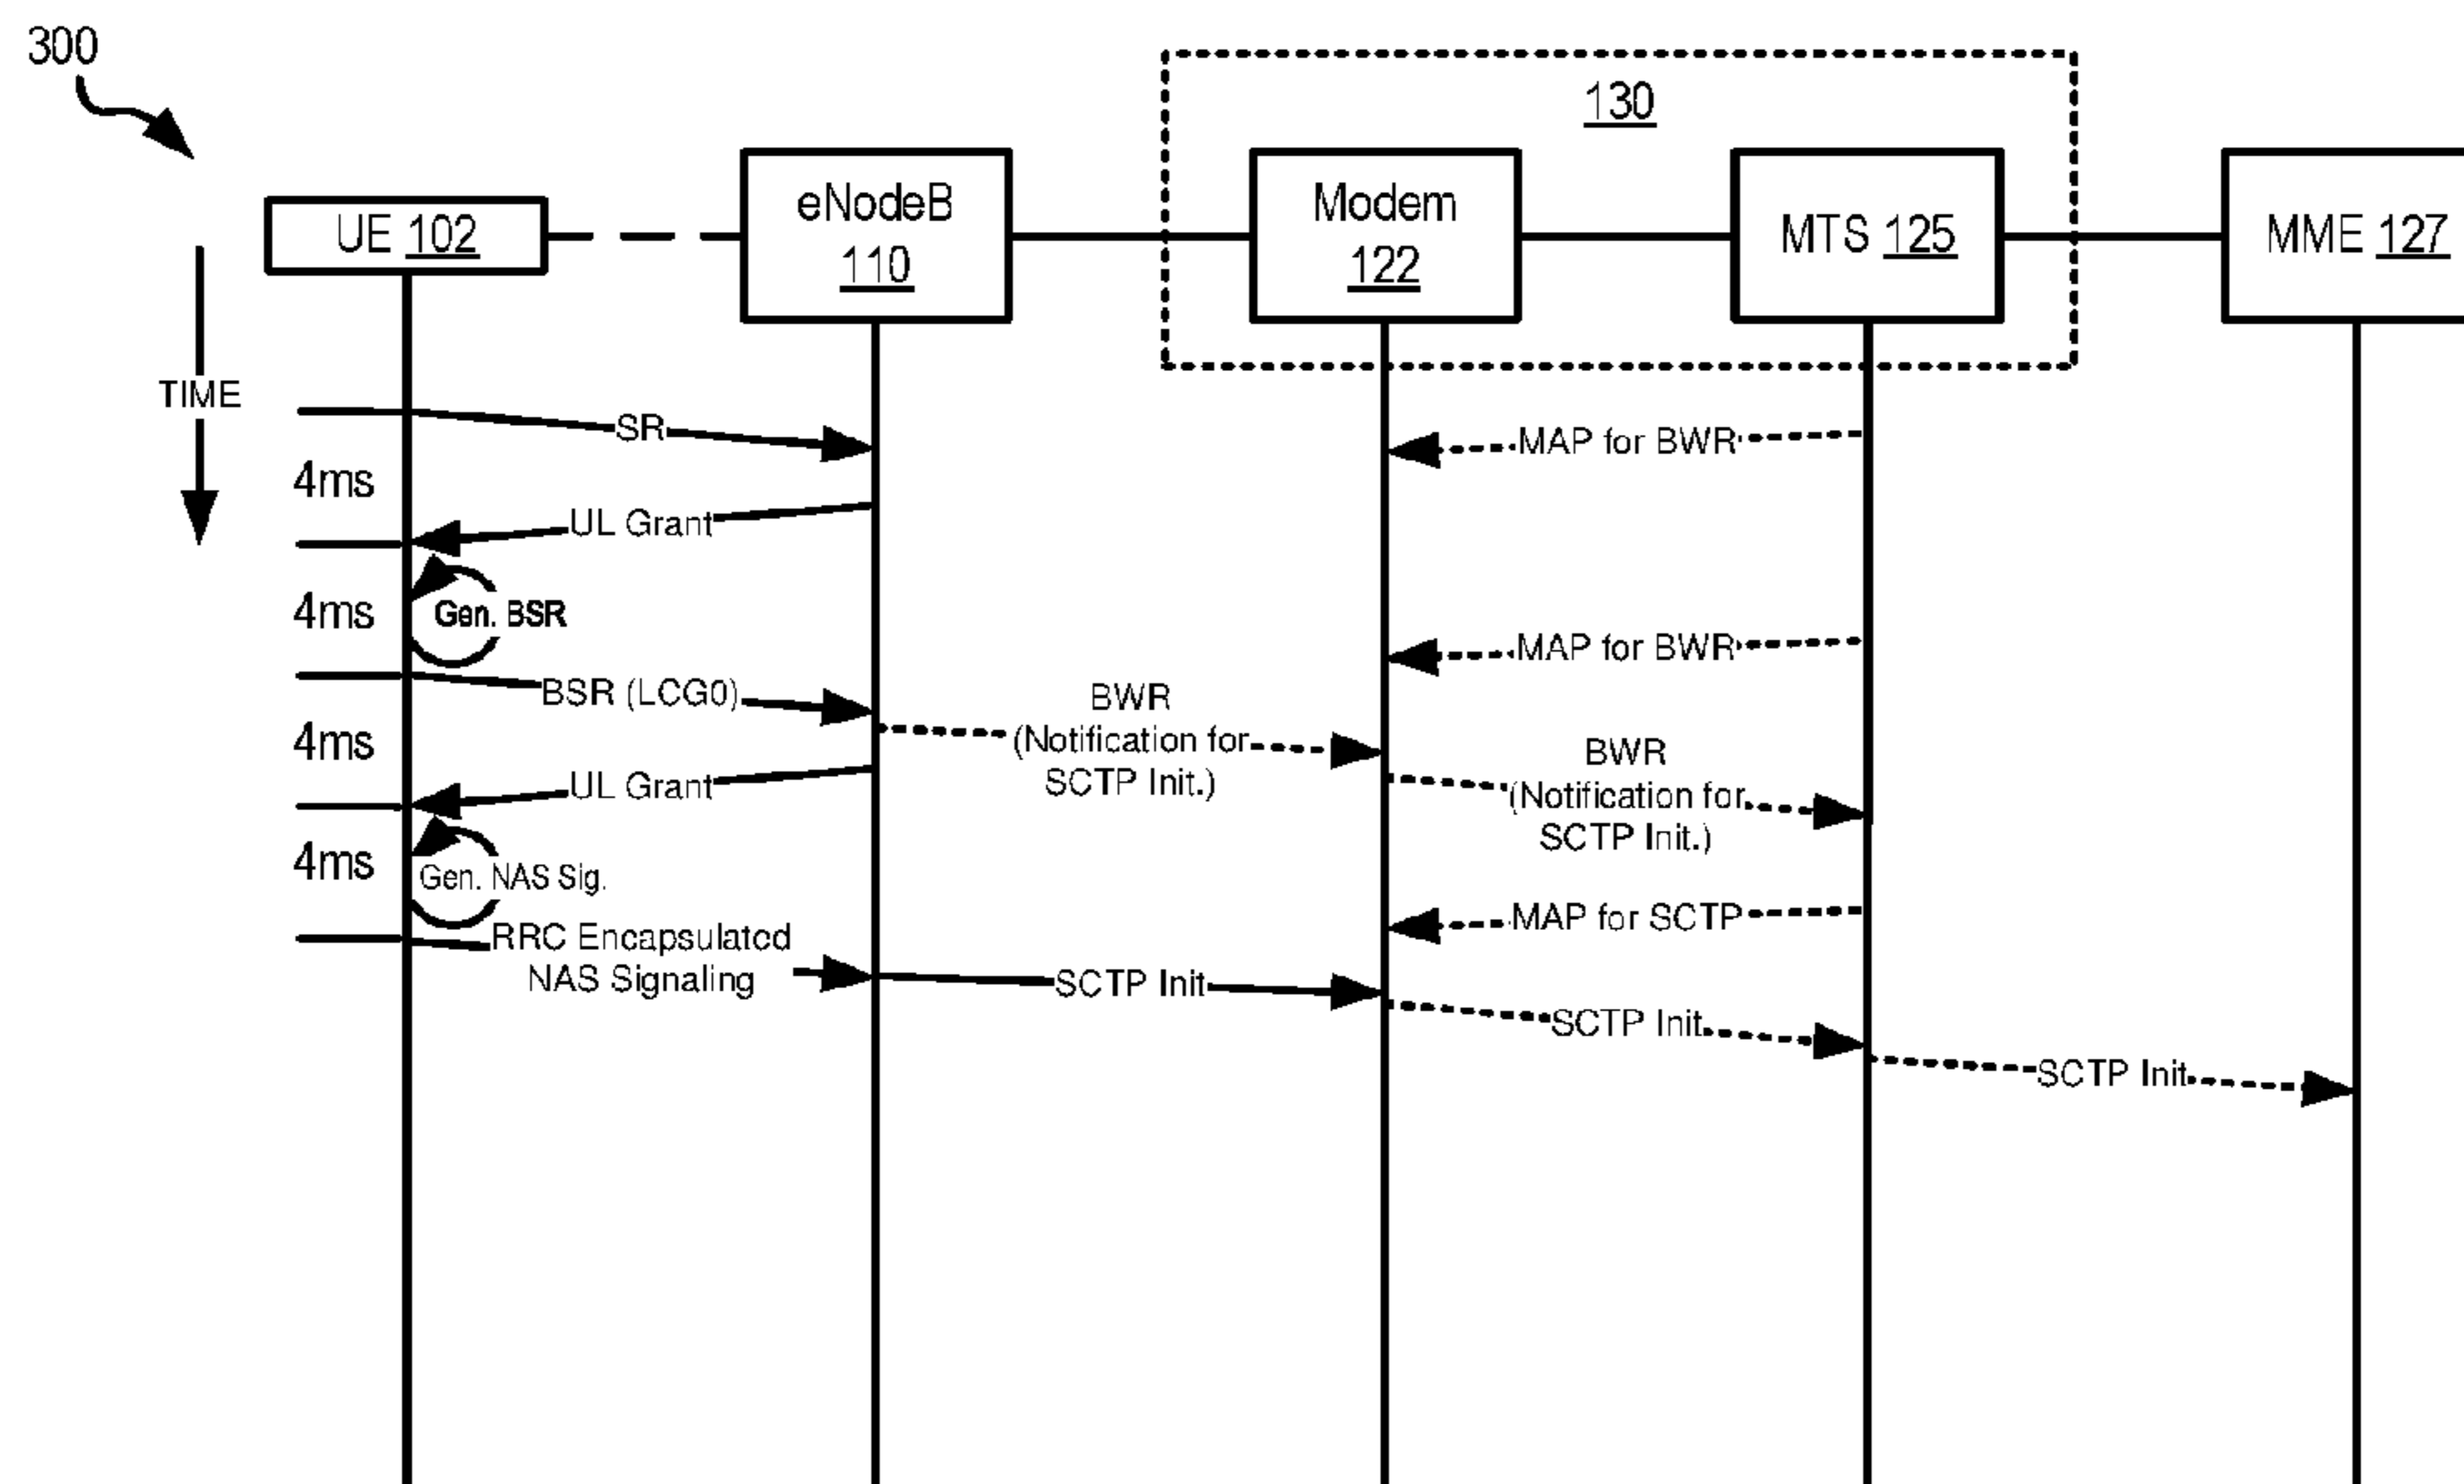 300
130
UE 102
eNodeB
110
Modem
122
MTS 125
MME 127
TIME
SR
MAP for BWR
4ms
UL Grant
4ms
Gen. BSR
MAP for BWR
BSR (LCG0)
BWR
(Notification for
SCTP Init.)
4ms
BWR
(Notification for
SCTP Init.)
UL Grant
4ms
Gen. NAS Sig.
MAP for SCTP
RRC Encapsulated
NAS Signaling
SCTP Init
SCTP Init
SCTP Init